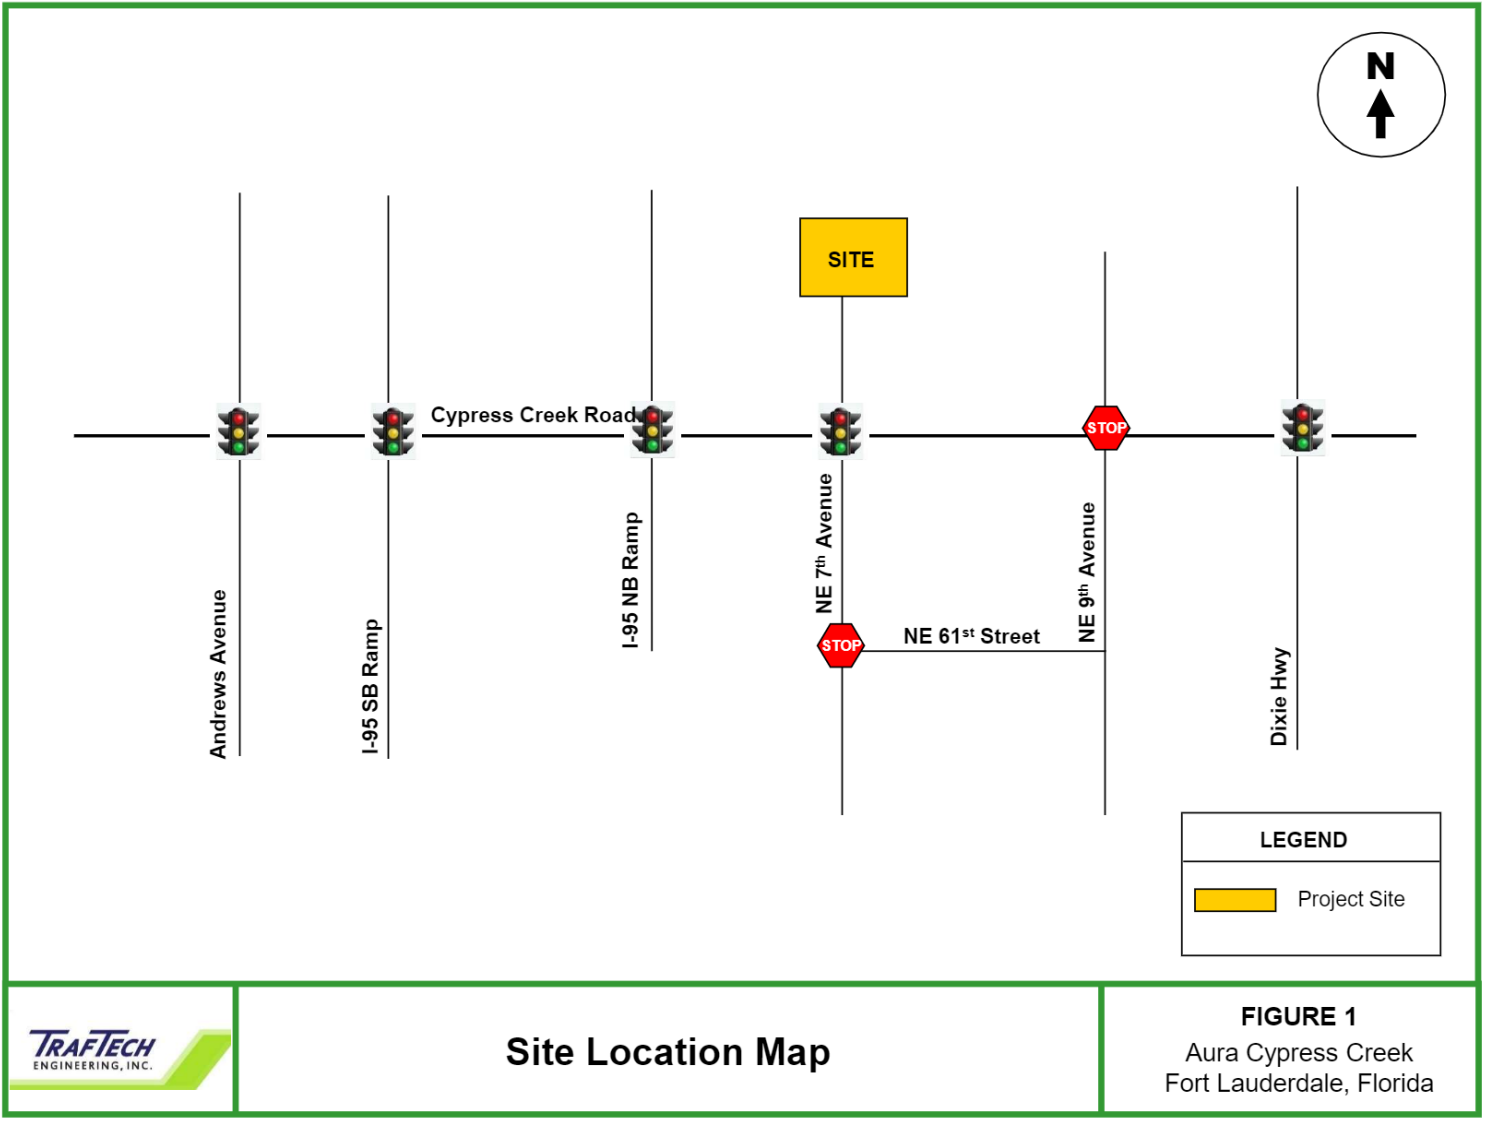 N
SITE
Cypress Creek Road
STOP
NE 7th Avenue
NE 9th Avenue
I-95 NB Ramp
Andrews Avenue
I-95 SB Ramp
STOP
NE 61st Street
Dixie Hwy
LEGEND
Project Site
TRAFTECH
ENGINEERING, INC.
Site Location Map
FIGURE 1
Aura Cypress Creek
Fort Lauderdale, Florida